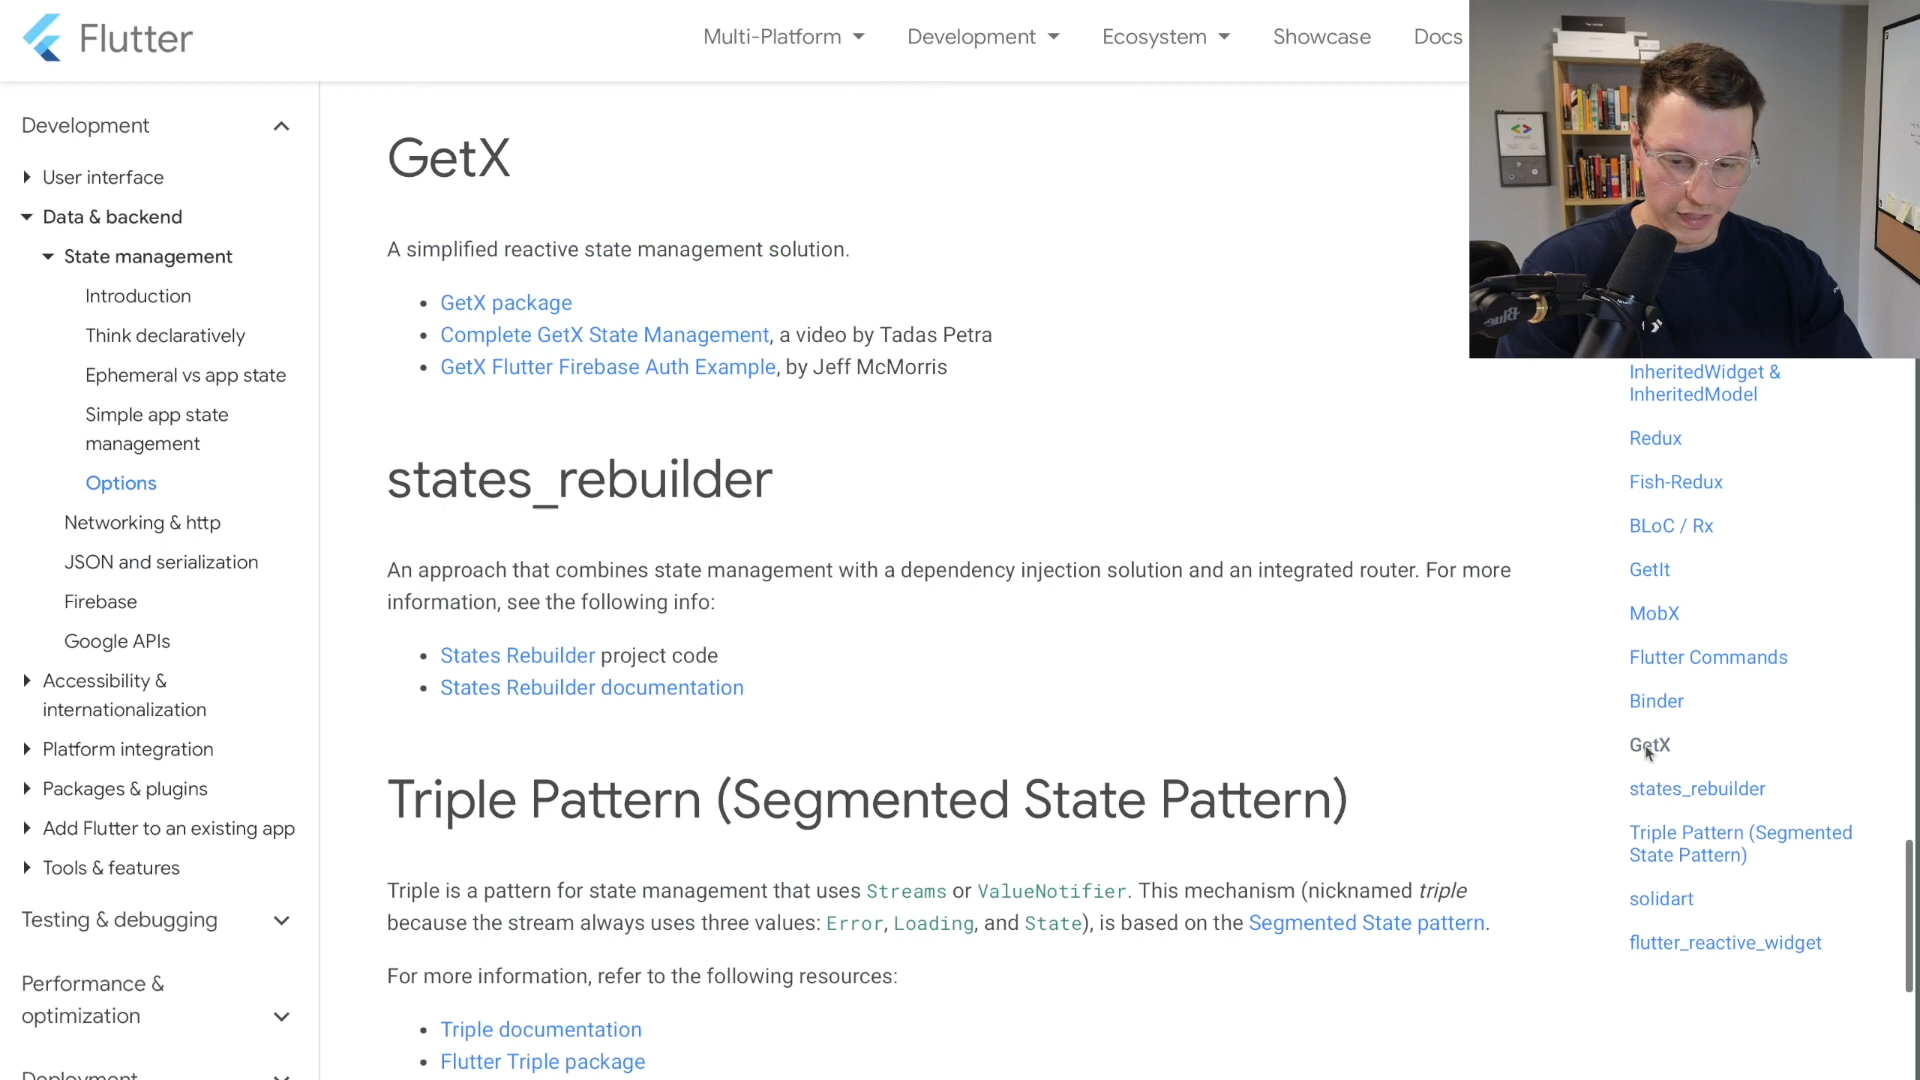 Flutter
Multi-Platform
Development
Ecosystem
Showcase
Docs
Development
User interface
Data & backend
State management
Introduction
Think declaratively
Ephemeral vs app state
Simple app state
management
Options
Networking & http
JSON and serialization
Firebase
Google APIs
Accessibility &
internationalization
Platform integration
Packages & plugins
Add Flutter to an existing app
Tools & features
Testing & debugging
Performance &
optimization
Deployment
GetX
A simplified reactive state management solution.
• GetX package
• Complete GetX State Management, a video by Tadas Petra
• GetX Flutter Firebase Auth Example, by Jeff McMorris
states_rebuilder
An approach that combines state management with a dependency injection solution and an integrated router. For more
information, see the following info:
• States Rebuilder project code
• States Rebuilder documentation
Triple Pattern (Segmented State Pattern)
Triple is a pattern for state management that uses Streams or ValueNotifier. This mechanism (nicknamed triple
because the stream always uses three values: Error, Loading, and State), is based on the Segmented State pattern.
For more information, refer to the following resources:
• Triple documentation
• Flutter Triple package
Blue
InheritedWidget &
InheritedModel
Redux
Fish-Redux
BLoC / Rx
GetIt
MobX
Flutter Commands
Binder
GetX
states_rebuilder
Triple Pattern (Segmented
State Pattern)
solidart
flutter_reactive_widget